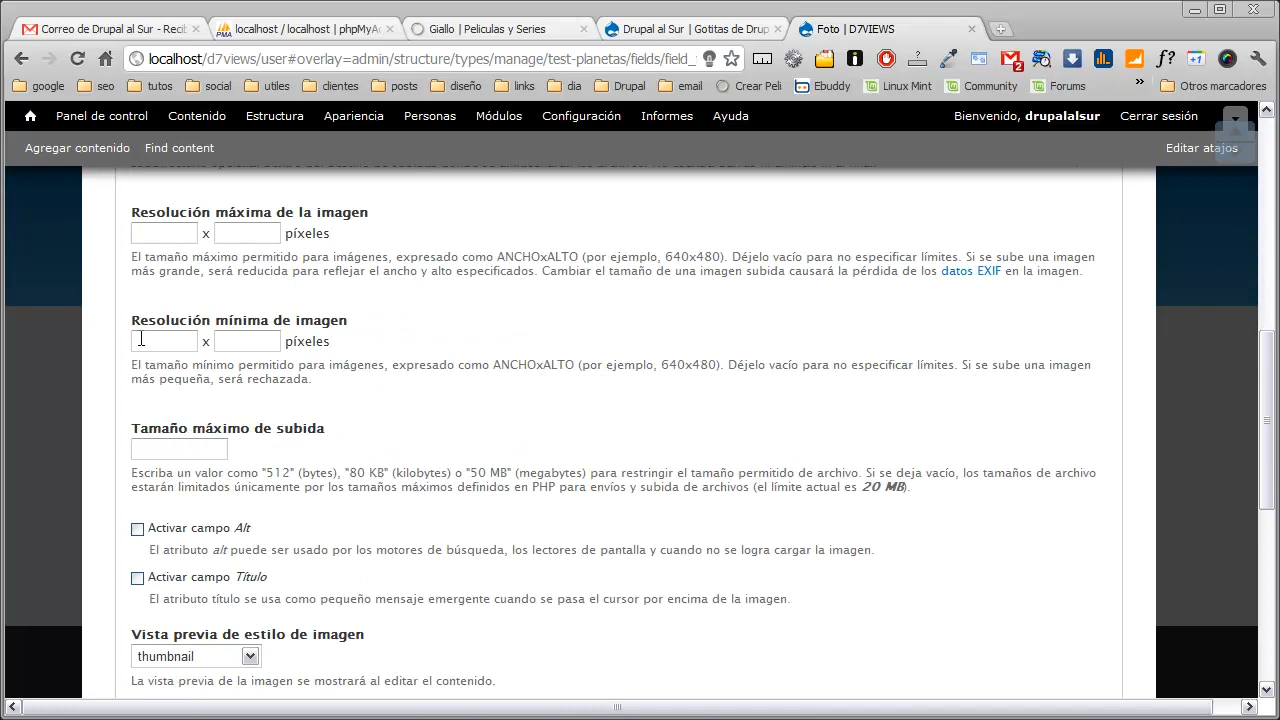 Correo de Drupal al Sur - Recib
localhost / localhost | phpMyA
Giallo | Peliculas y Series
Drupal al Sur | Gotitas de Drup
Foto | D7VIEWS
localhost/d7views/user#overlay=admin/structure/types/manage/test-planetas/fields/field_
google
tutos
social
utiles
clientes
posts
diseño
links
dia
Drupal
email
Crear Peli
Ebuddy
Linux Mint
Community
Forums
Otros marcadores
Panel de control
Contenido
Estructura
Apariencia
Personas
Módulos
Configuración
Informes
Ayuda
Bienvenido, drupalalsur
Cerrar sesión
Agregar contenido
Find content
Editar atajos
Resolución máxima de la imagen
x píxeles
El tamaño máximo permitido para imágenes, expresado como ANCHOxALTO (por ejemplo, 640x480). Déjelo vacío para no especificar límites. Si se sube una imagen
más grande, será reducida para reflejar el ancho y alto especificados. Cambiar el tamaño de una imagen subida causará la pérdida de los datos EXIF en la imagen.
Resolución mínima de imagen
x píxeles
El tamaño mínimo permitido para imágenes, expresado como ANCHOxALTO (por ejemplo, 640x480). Déjelo vacío para no especificar límites. Si se sube una imagen
más pequeña, será rechazada.
Tamaño máximo de subida
Escriba un valor como "512" (bytes), "80 KB" (kilobytes) o "50 MB" (megabytes) para restringir el tamaño permitido de archivo. Si se deja vacío, los tamaños de archivo
estarán limitados únicamente por los tamaños máximos definidos en PHP para envíos y subida de archivos (el límite actual es 20 MB).
Activar campo Alt
El atributo alt puede ser usado por los motores de búsqueda, los lectores de pantalla y cuando no se logra cargar la imagen.
Activar campo Título
El atributo título se usa como pequeño mensaje emergente cuando se pasa el cursor por encima de la imagen.
Vista previa de estilo de imagen
thumbnail
La vista previa de la imagen se mostrará al editar el contenido.